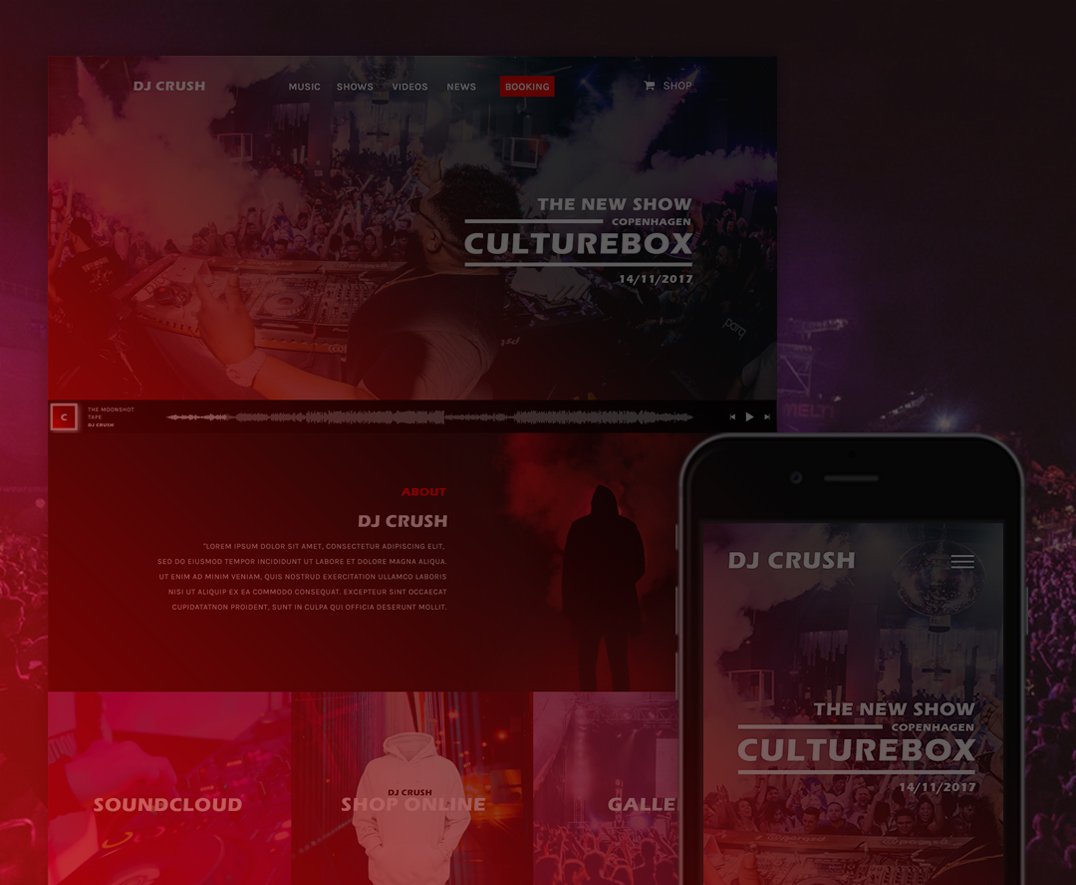 DJ CRUSH
MUSIC SHOWS VIDEOS NEWS BOOKING SHOP
THE NEW SHOW
COPENHAGEN
CULTUREBOX
14/11/2017
C
THE MOONSHOT
TAPE
DJ CRUSH
MELT!
ABOUT
DJ CRUSH
"LOREM IPSUM DOLOR SIT AMET, CONSECTETUR ADIPISCING ELIT,
SED DO EIUSMOD TEMPOR INCIDIDUNT UT LABORE ET DOLORE MAGNA ALIQUA.
UT ENIM AD MINIM VENIAM, QUIS NOSTRUD EXERCITATION ULLAMCO LABORIS
NISI UT ALIQUIP EX EA COMMODO CONSEQUAT. EXCEPTEUR SINT OCCAECAT
CUPIDATATNON PROIDENT, SUNT IN CULPA QUI OFFICIA DESERUNT MOLLIT.
SOUNDCLOUD
DJ CRUSH
SHOP ONLINE
GALLE
DJ CRUSH
THE NEW SHOW
COPENHAGEN
CULTUREBOX
14/11/2017